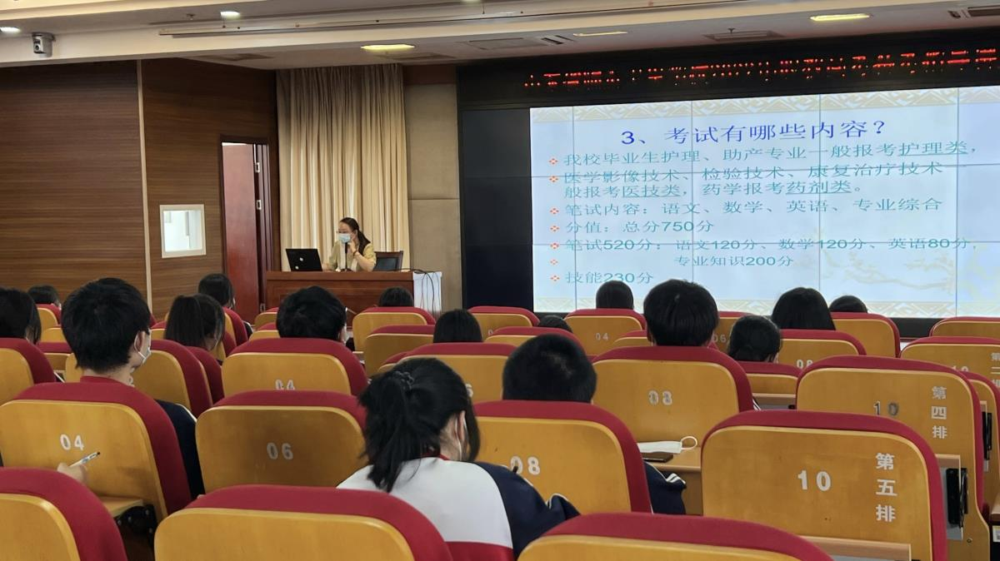 3、考试有哪些内容？
我校毕业生护理、助产专业一般报考护理类，
医学影像技术、检验技术、康复治疗技术一
般报考医技类，药学报考药剂类。
笔试内容：语文、数学、英语、专业综合
分值：总分750分
笔试520分：语文120分、数学120分、英语80分，
专业知识200分
技能230分
04
04
08
10
第四排
04
06
08
10
第五排